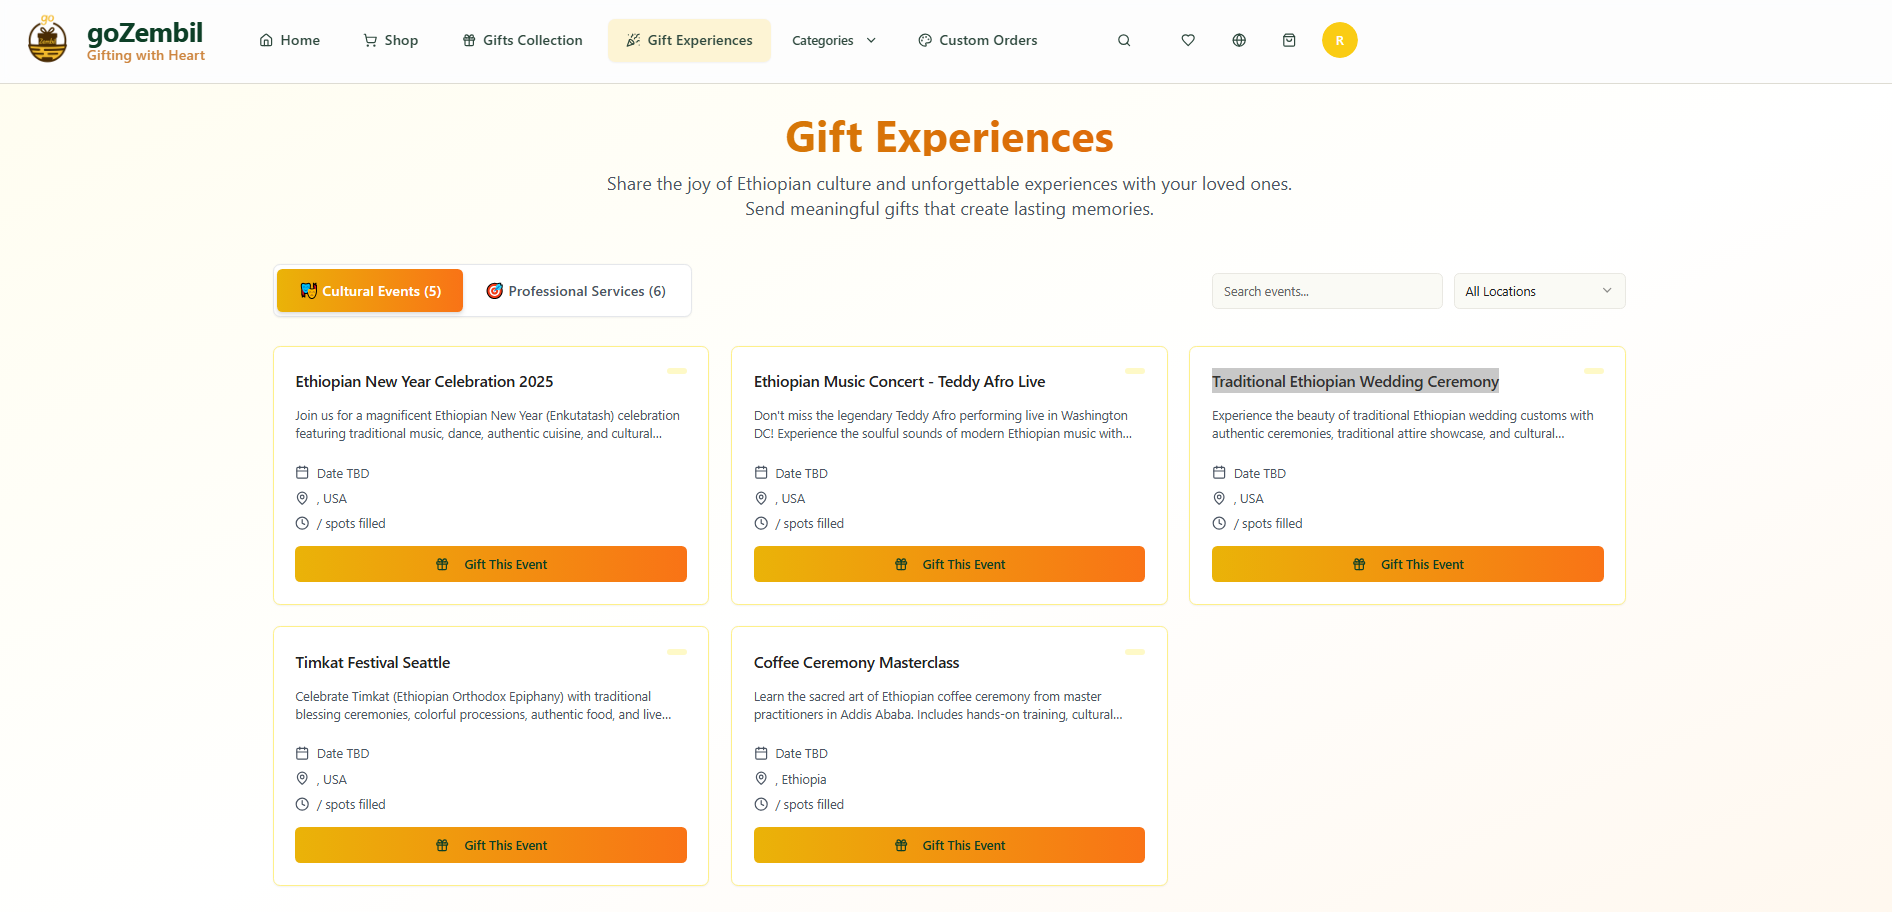 go
goZembil
Gifting with Heart
Home
Shop
Gifts Collection
Gift Experiences
Categories
Custom Orders
R
Gift Experiences
Share the joy of Ethiopian culture and unforgettable experiences with your loved ones.
Send meaningful gifts that create lasting memories.
Cultural Events (5)
Professional Services (6)
Search events...
All Locations
Ethiopian New Year Celebration 2025
Join us for a magnificent Ethiopian New Year (Enkutatash) celebration
featuring traditional music, dance, authentic cuisine, and cultural...
Date TBD
, USA
/ spots filled
Gift This Event
Ethiopian Music Concert - Teddy Afro Live
Don't miss the legendary Teddy Afro performing live in Washington
DC! Experience the soulful sounds of modern Ethiopian music with...
Date TBD
, USA
/ spots filled
Gift This Event
Traditional Ethiopian Wedding Ceremony
Experience the beauty of traditional Ethiopian wedding customs with
authentic ceremonies, traditional attire showcase, and cultural...
Date TBD
, USA
/ spots filled
Gift This Event
Timkat Festival Seattle
Celebrate Timkat (Ethiopian Orthodox Epiphany) with traditional
blessing ceremonies, colorful processions, authentic food, and live...
Date TBD
, USA
/ spots filled
Gift This Event
Coffee Ceremony Masterclass
Learn the sacred art of Ethiopian coffee ceremony from master
practitioners in Addis Ababa. Includes hands-on training, cultural...
Date TBD
, Ethiopia
/ spots filled
Gift This Event